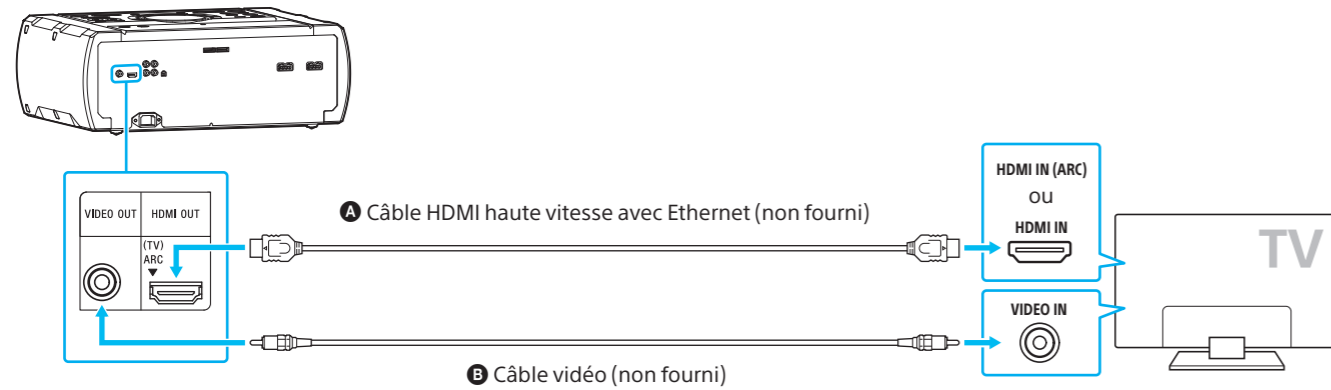 VIDEO OUT
HDMI OUT
(TV)
ARC
A Câble HDMI haute vitesse avec Ethernet (non fourni)
HDMI IN (ARC)
ou
HDMI IN
TV
VIDEO IN
B Câble vidéo (non fourni)